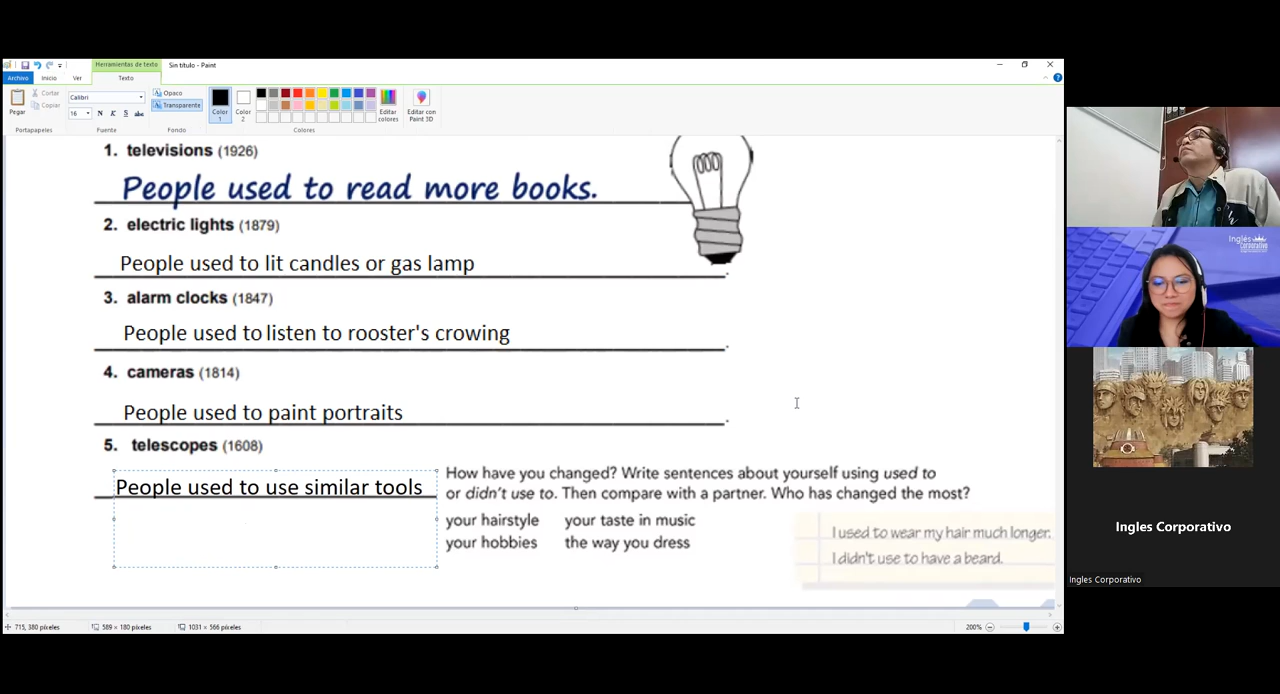 Herramientas de texto
Sin título - Paint
Archivo Inicio Ver Texto
Pegar
Cortar
Copiar
Portapapeles
Calibri
16
N K S abc
Fuente
Opaco
Transparente
Fondo
Color 1
Color 2
Editar colores
Editar con Paint 3D
Colores
1. televisions (1926)
People used to read more books.
2. electric lights (1879)
People used to lit candles or gas lamp
3. alarm clocks (1847)
People used to listen to rooster's crowing
4. cameras (1814)
People used to paint portraits
5. telescopes (1608)
People used to use similar tools
How have you changed? Write sentences about yourself using used to
or didn't use to. Then compare with a partner. Who has changed the most?
your hairstyle your taste in music
your hobbies the way you dress
I used to wear my hair much longer.
I didn't use to have a beard.
715, 380 píxeles
589 × 180 píxeles
1031 × 566 píxeles
200%
Inglés
Corporativo
Ingles Corporativo
Ingles Corporativo